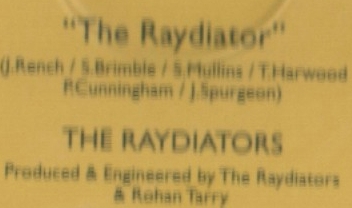 "The Raydiator"
(J.Rench / S.Brimble / S.Mullins / T.Harwood
P.Cunningham / J.Spurgeon)
THE RAYDIATORS
Produced & Engineered by The Raydiators
& Rohan Tarry